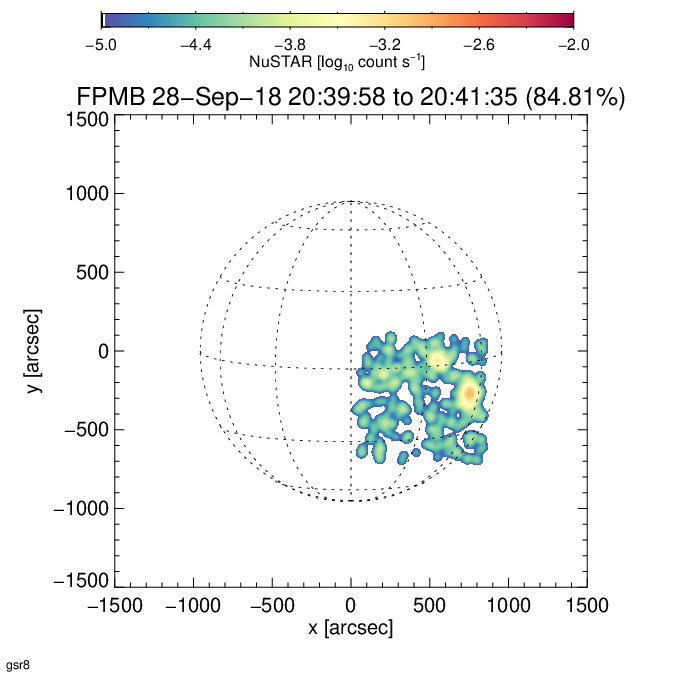 −5.0 −4.4 −3.8 −3.2 −2.6 −2.0
NuSTAR [log₁₀ count s⁻¹]
FPMB 28−Sep−18 20:39:58 to 20:41:35 (84.81%)
1500
1000
500
0
−500
−1000
−1500
y [arcsec]
−1500 −1000 −500 0 500 1000 1500
x [arcsec]
gsr8